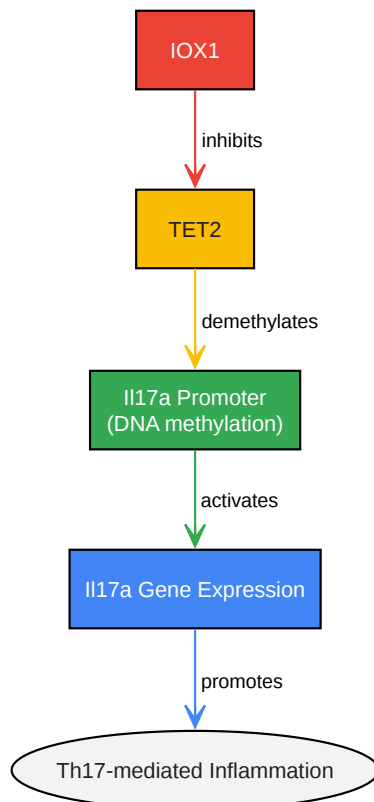 IOX1
inhibits
TET2
demethylates
Il17a Promoter
(DNA methylation)
activates
Il17a Gene Expression
promotes
Th17-mediated Inflammation